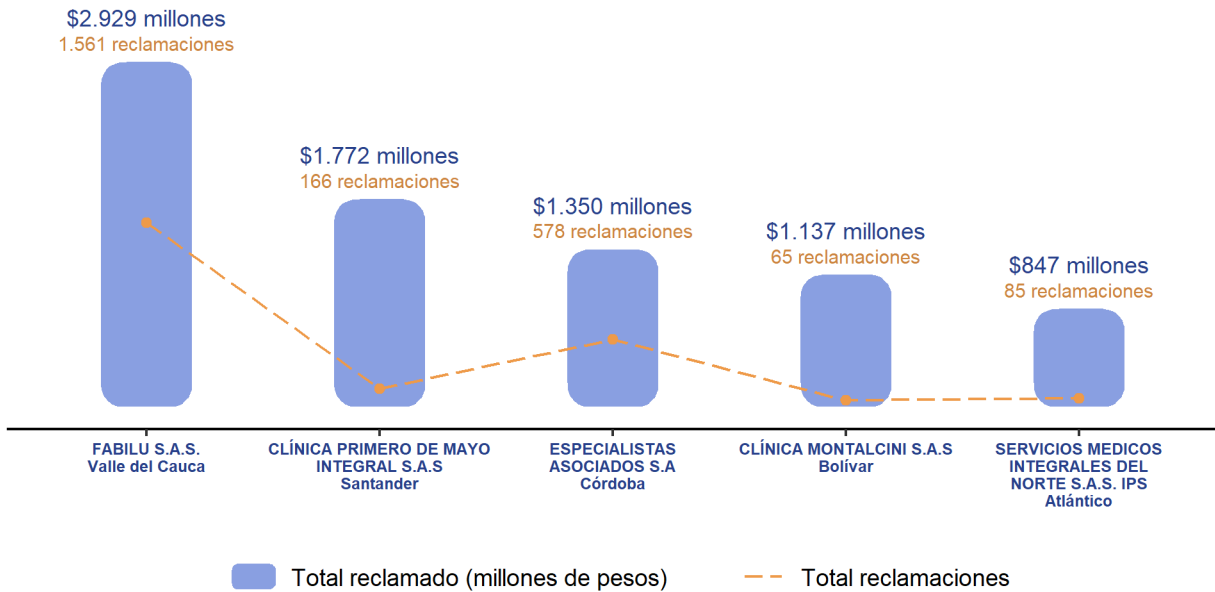 $2.929 millones
1.561 reclamaciones
$1.772 millones
166 reclamaciones
$1.350 millones
578 reclamaciones
$1.137 millones
65 reclamaciones
$847 millones
85 reclamaciones
FABILU S.A.S.
Valle del Cauca
CLÍNICA PRIMERO DE MAYO
INTEGRAL S.A.S
Santander
ESPECIALISTAS
ASOCIADOS S.A
Córdoba
CLÍNICA MONTALCINI S.A.S
Bolívar
SERVICIOS MEDICOS
INTEGRALES DEL
NORTE S.A.S. IPS
Atlántico
Total reclamado (millones de pesos)
Total reclamaciones